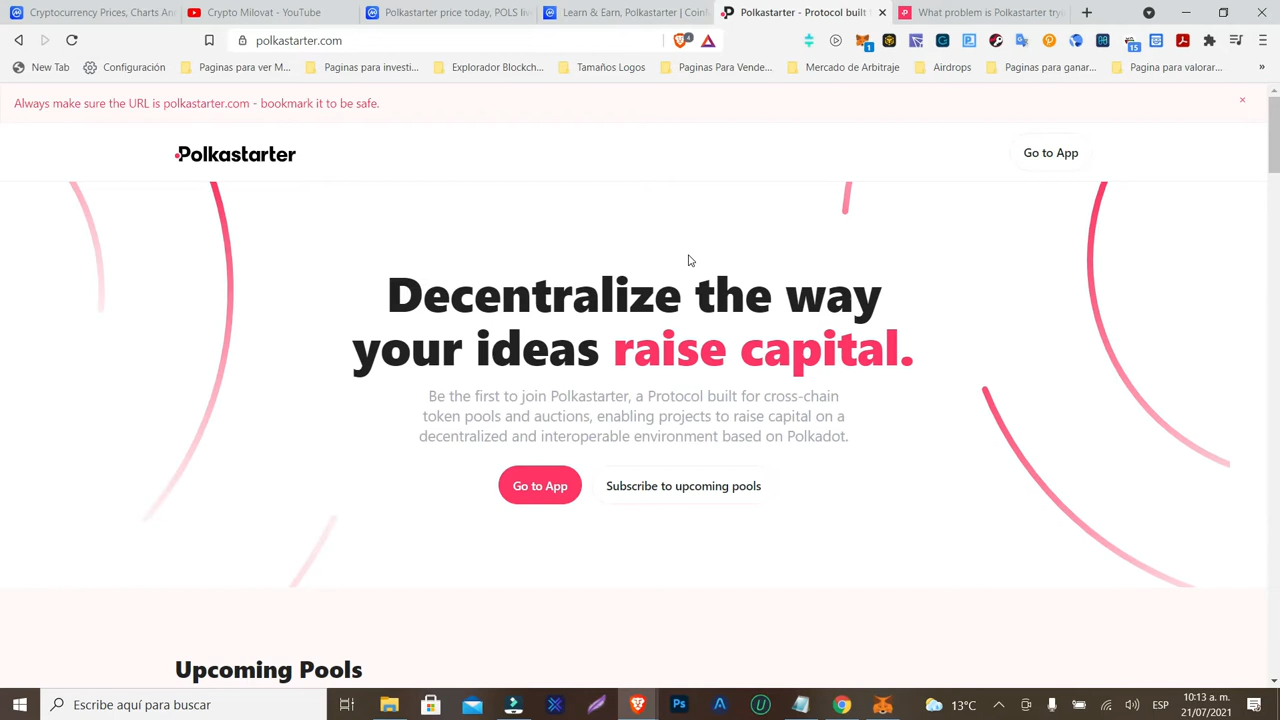 Cryptocurrency Prices, Charts An
Crypto Milovat - YouTube
Polkastarter price today, POLS liv
Learn & Earn, Polkastarter | Coin
Polkastarter - Protocol built
What problem is Polkastarter tryi
polkastarter.com
4
1
15
New Tab
Configuración
Paginas para ver M...
Paginas para investi...
Explorador Blockch...
Tamaños Logos
Paginas Para Vende...
Mercado de Arbitraje
Airdrops
Paginas para ganar...
Pagina para valorar...
Always make sure the URL is polkastarter.com - bookmark it to be safe.
Polkastarter
Go to App
Decentralize the way
your ideas raise capital.
Be the first to join Polkastarter, a Protocol built for cross-chain
token pools and auctions, enabling projects to raise capital on a
decentralized and interoperable environment based on Polkadot.
Go to App
Subscribe to upcoming pools
Upcoming Pools
Escribe aquí para buscar
Ps
13°C
ESP
10:13 a. m.
21/07/2021